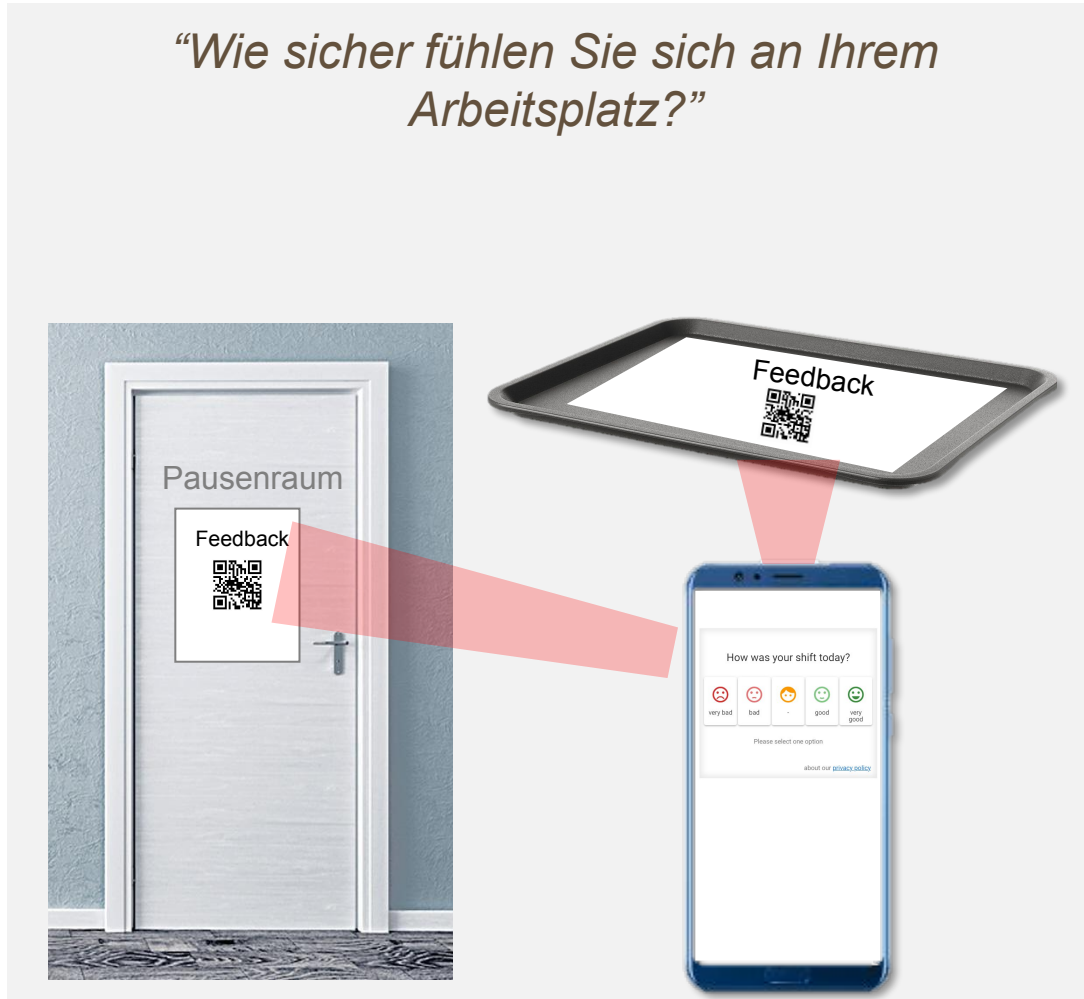 “Wie sicher fühlen Sie sich an Ihrem
Arbeitsplatz?”
Feedback
Pausenraum
Feedback
How was your shift today?
very bad
bad
-
good
very
good
Please select one option
about our privacy policy